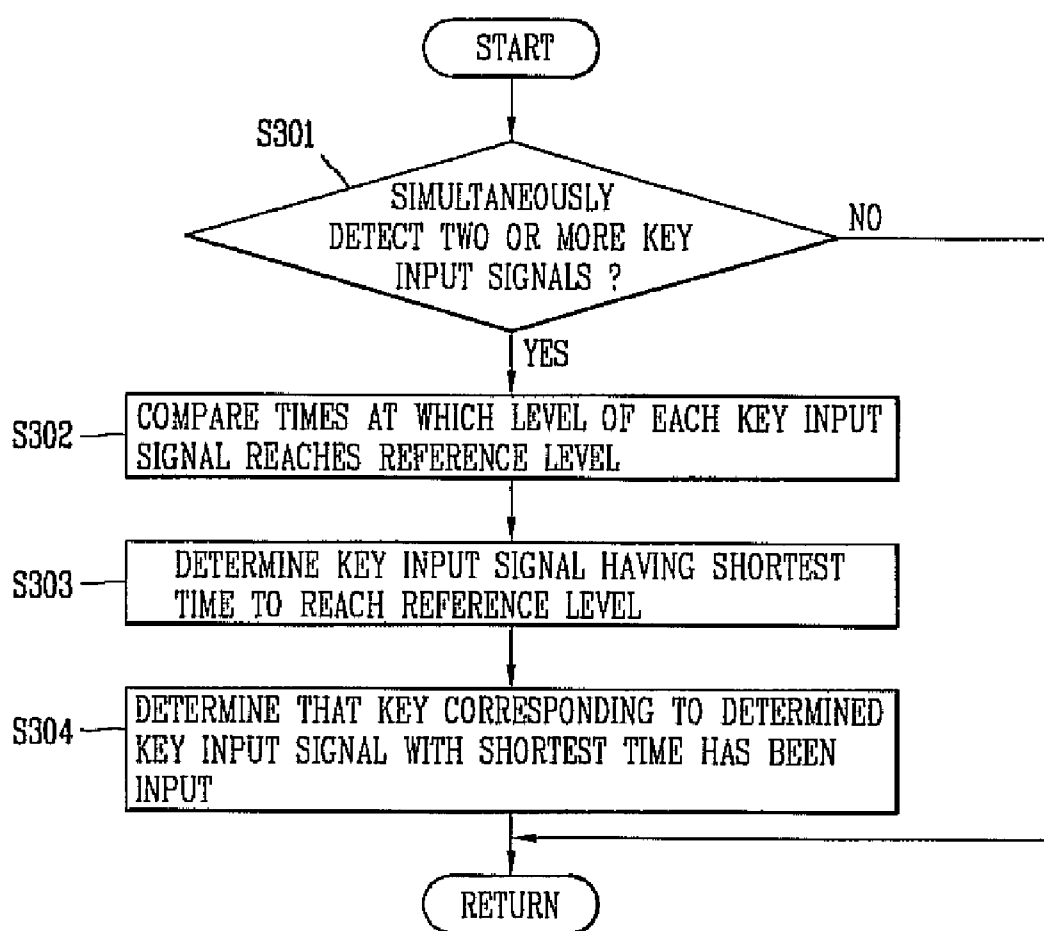 START
S301
SIMULTANEOUSLY
DETECT TWO OR MORE KEY
INPUT SIGNALS ?
NO
YES
S302
COMPARE TIMES AT WHICH LEVEL OF EACH KEY INPUT
SIGNAL REACHES REFERENCE LEVEL
S303
DETERMINE KEY INPUT SIGNAL HAVING SHORTEST
TIME TO REACH REFERENCE LEVEL
S304
DETERMINE THAT KEY CORRESPONDING TO DETERMINED
KEY INPUT SIGNAL WITH SHORTEST TIME HAS BEEN
INPUT
RETURN